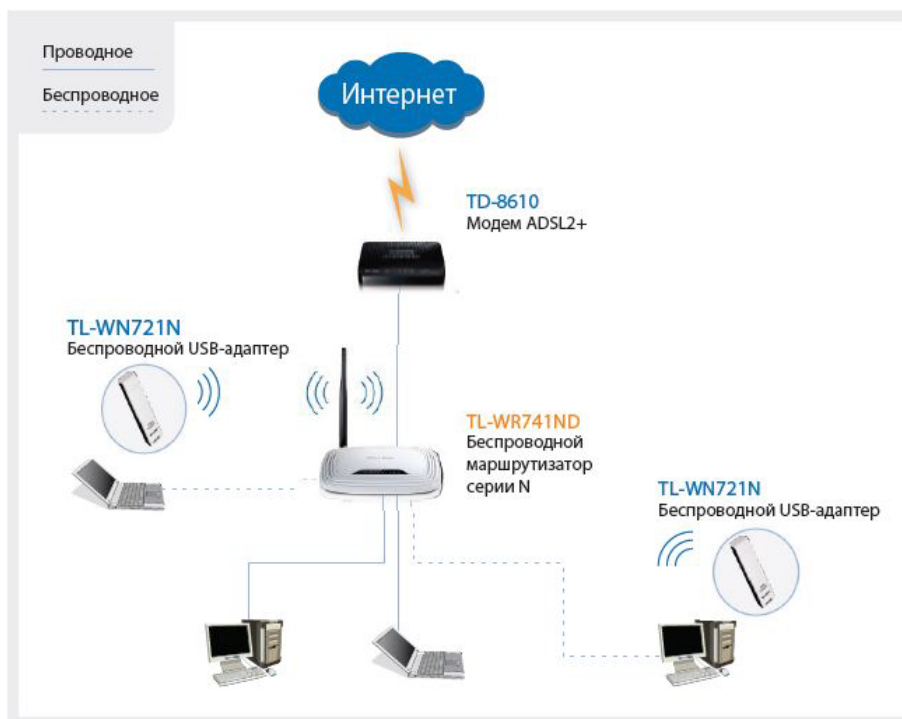 Проводное
Беспроводное
Интернет
TD-8610
Модем ADSL2+
TL-WN721N
Беспроводной USB-адаптер
TL-WR741ND
Беспроводной
маршрутизатор
серии N
TL-WN721N
Беспроводной USB-адаптер